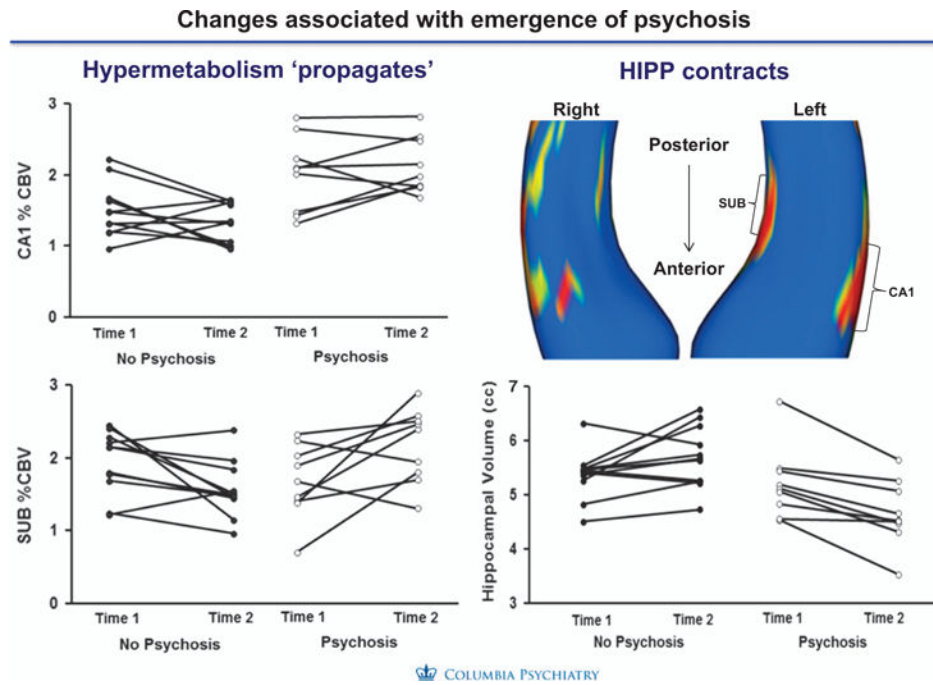 Changes associated with emergence of psychosis
Hypermetabolism ‘propagates’
HIPP contracts
3
2
1
0
CA1 % CBV
Time 1
Time 2
No Psychosis
Time 1
Time 2
Psychosis
Right
Left
Posterior
SUB
Anterior
CA1
3
2
1
0
SUB %CBV
Time 1
Time 2
No Psychosis
Time 1
Time 2
Psychosis
7
6
5
4
3
Hippocampal Volume (cc)
Time 1
Time 2
No Psychosis
Time 1
Time 2
Psychosis
COLUMBIA PSYCHIATRY